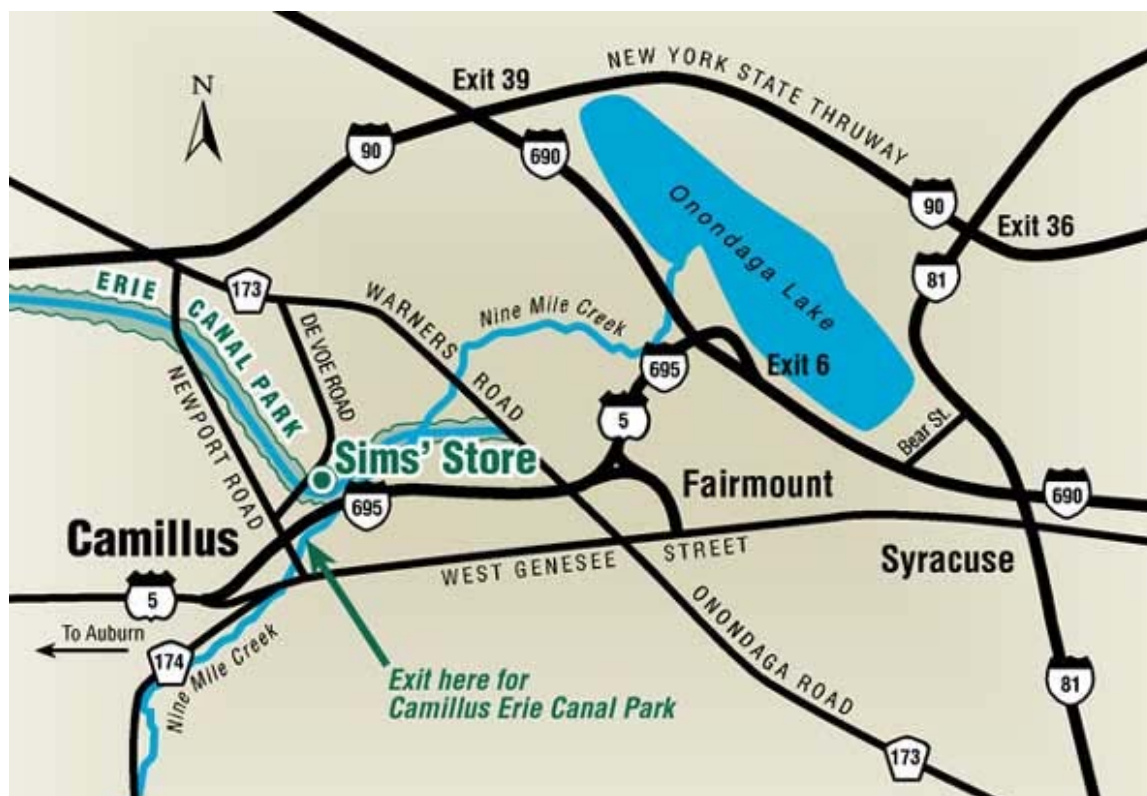 N
Exit 39
NEW YORK STATE THRUWAY
90
690
90
Exit 36
81
Onondaga Lake
ERIE CANAL PARK
173
WARNERS ROAD
DE VOE ROAD
NEWPORT ROAD
Nine Mile Creek
695
Exit 6
5
Bear St.
Sims' Store
695
Fairmount
690
Camillus
WEST GENESEE STREET
Syracuse
5
To Auburn
174
Nine Mile Creek
Exit here for
Camillus Erie Canal Park
ONONDAGA ROAD
81
173